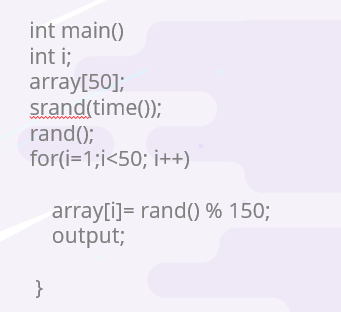 int main()
int i;
array[50];
srand(time());
rand();
for(i=1;i<50; i++)
array[i]= rand() % 150;
output;
}